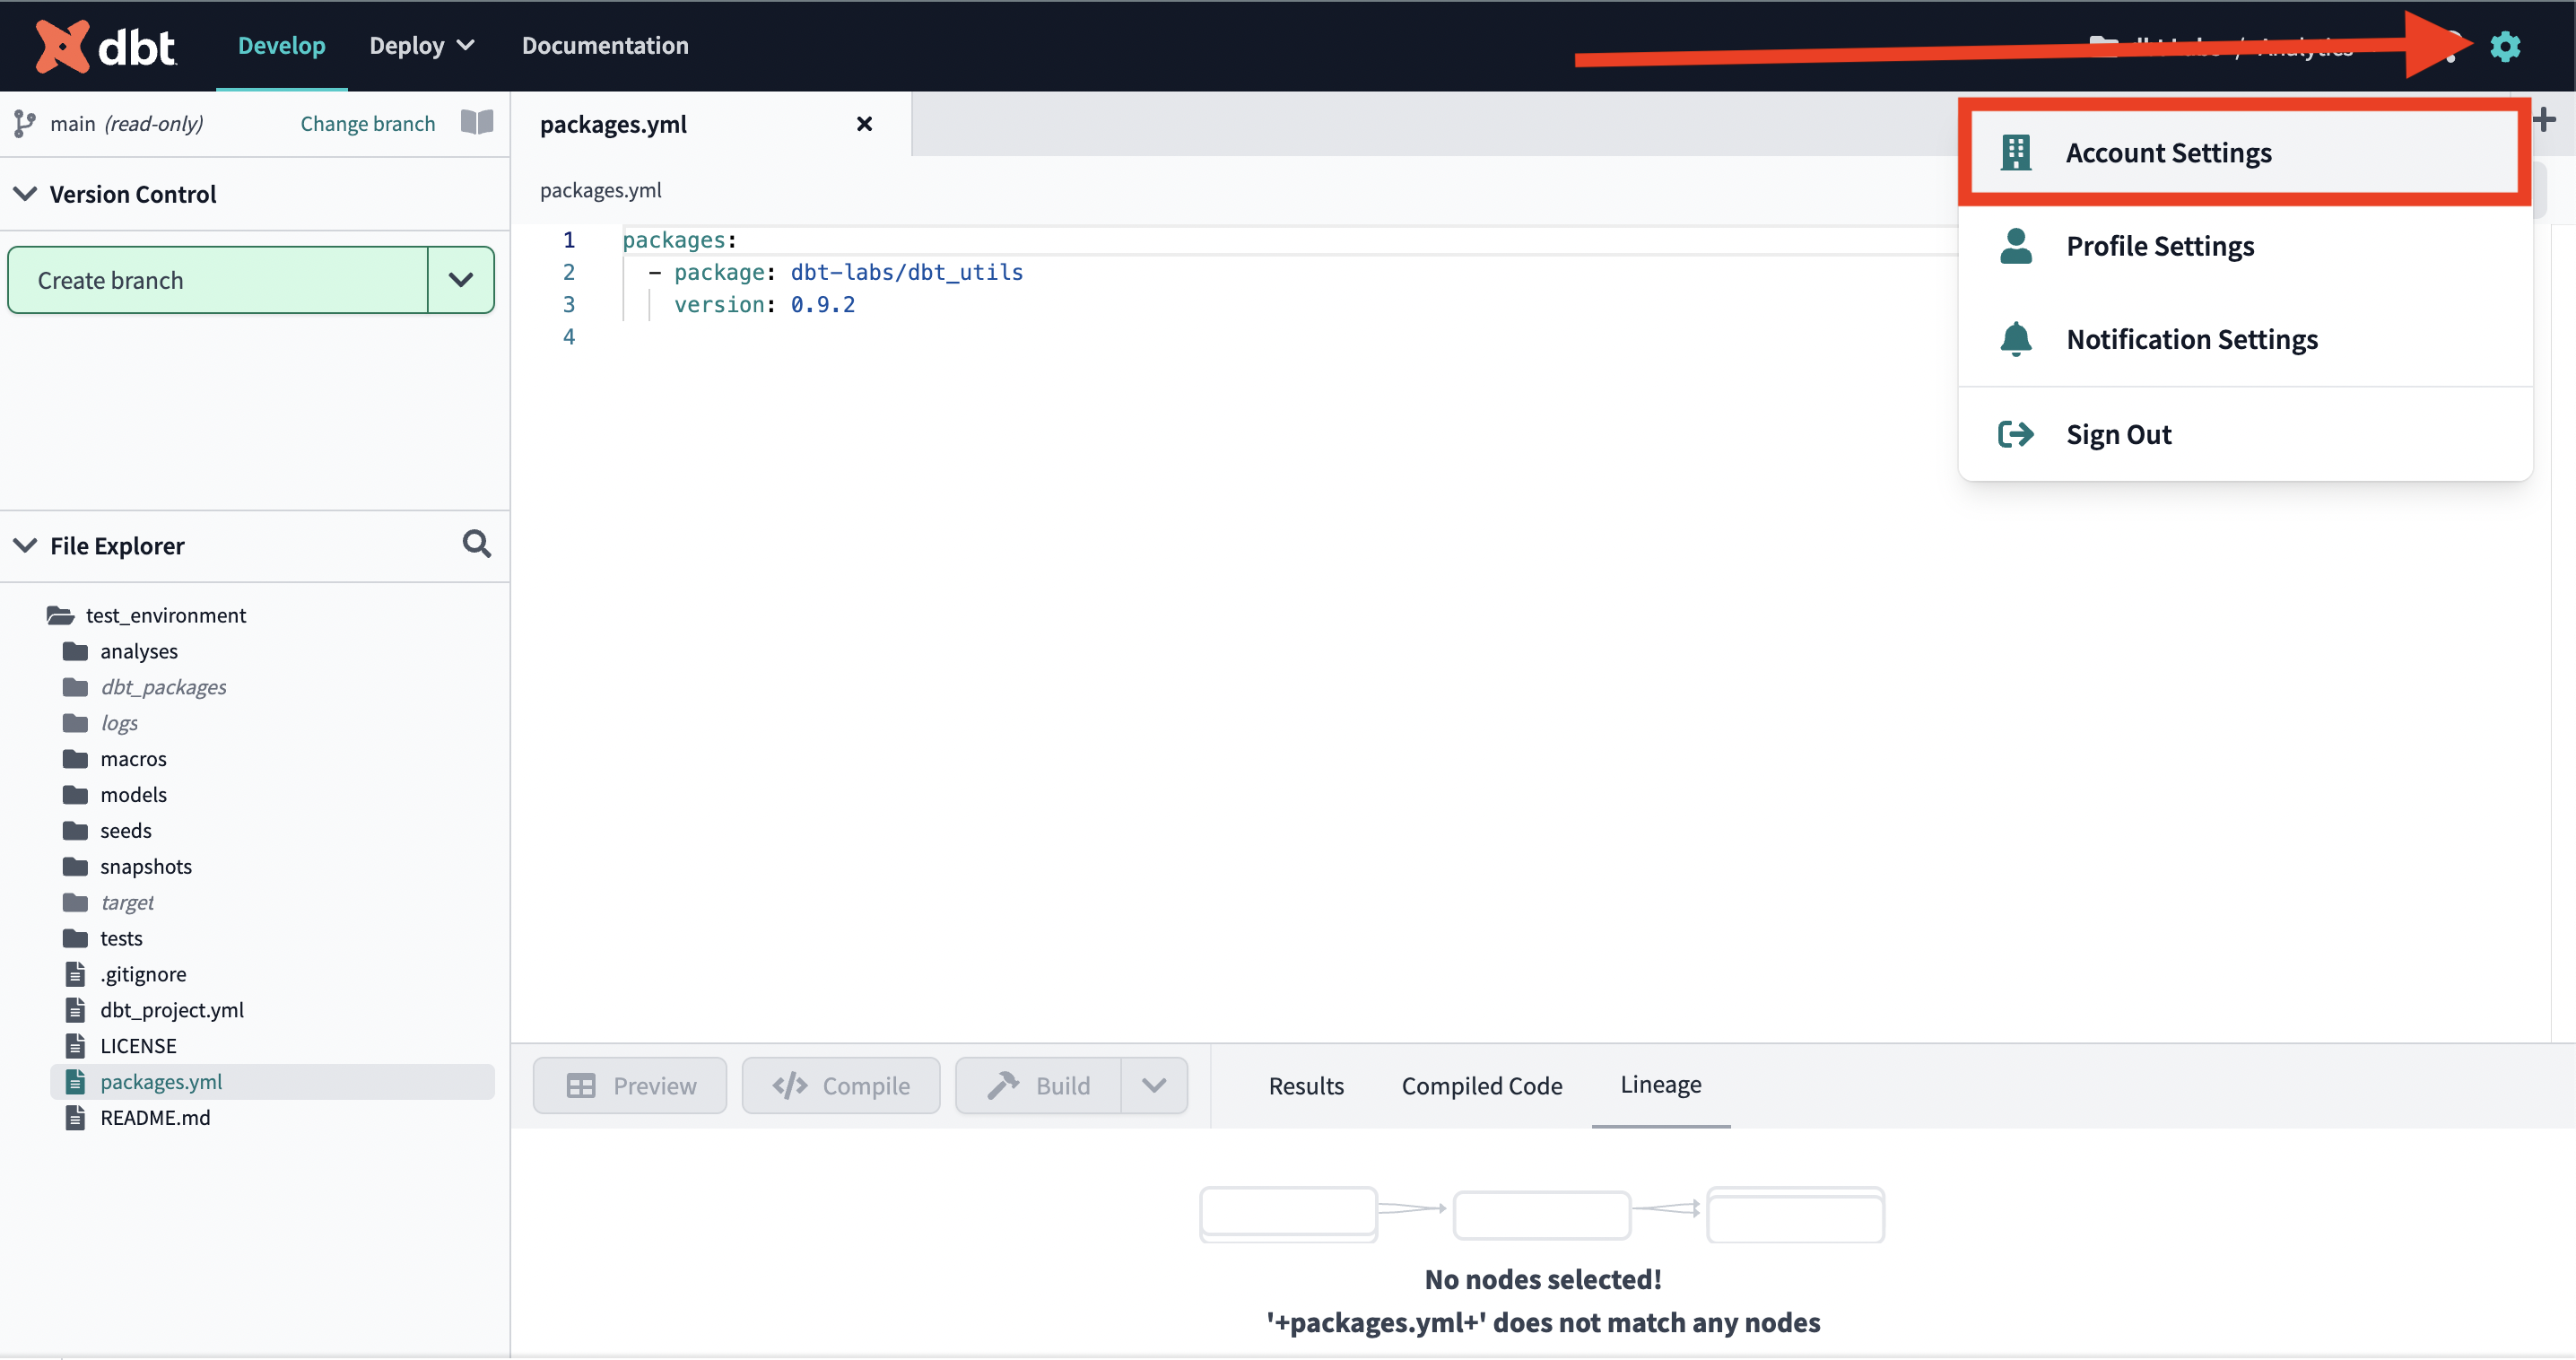 dbt
Develop
Deploy
Documentation
main (read-only)
Change branch
Version Control
Create branch
File Explorer
test_environment
analyses
dbt_packages
logs
macros
models
seeds
snapshots
target
tests
.gitignore
dbt_project.yml
LICENSE
packages.yml
README.md
packages.yml
packages.yml
1 packages:
2 - package: dbt-labs/dbt_utils
3 version: 0.9.2
4
Account Settings
Profile Settings
Notification Settings
Sign Out
Preview
Compile
Build
Results
Compiled Code
Lineage
No nodes selected!
'+packages.yml+' does not match any nodes